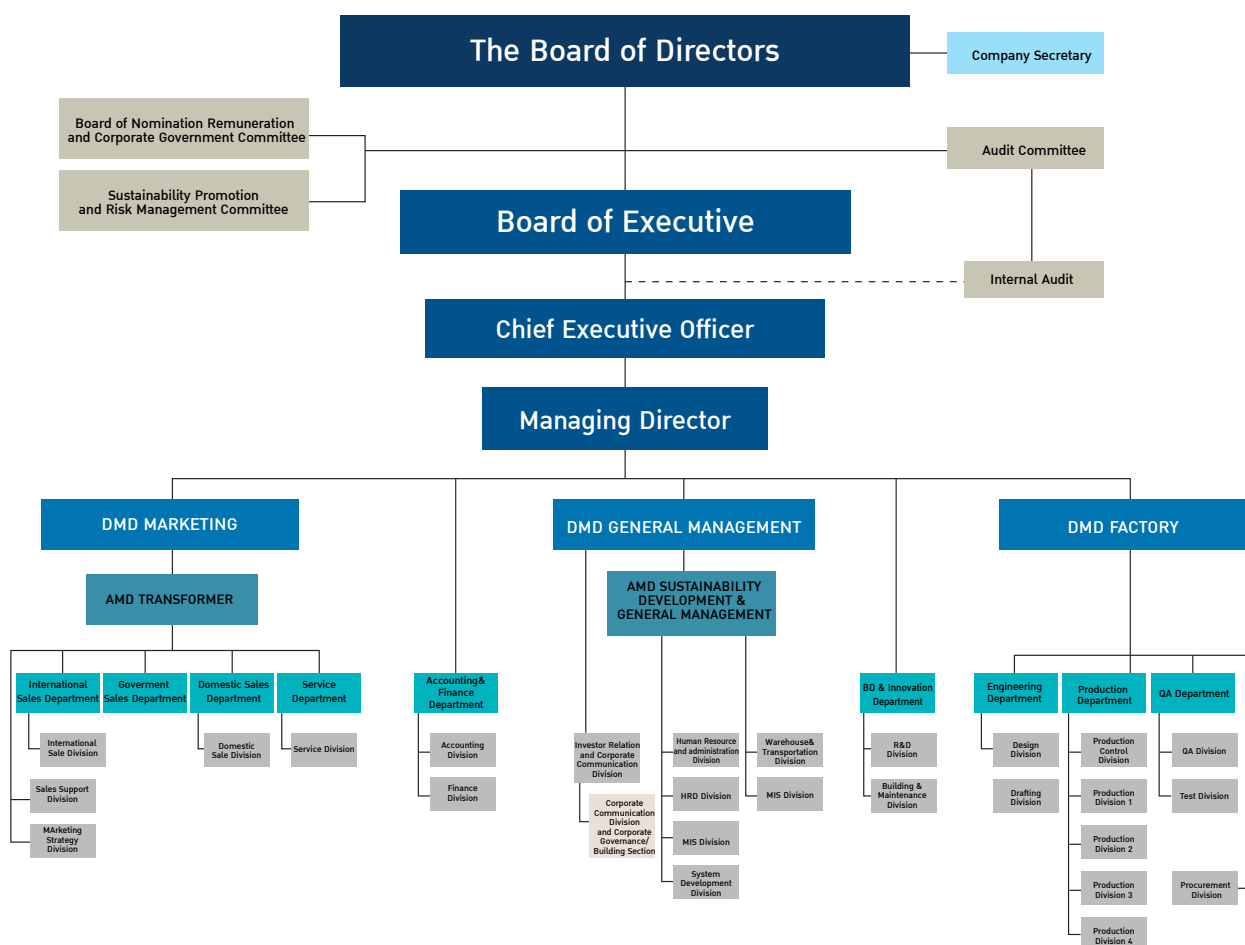 The Board of Directors
Company Secretary
Board of Nomination Remuneration
and Corporate Government Committee
Audit Committee
Sustainability Promotion
and Risk Management Committee
Board of Executive
Internal Audit
Chief Executive Officer
Managing Director
DMD MARKETING
DMD GENERAL MANAGEMENT
DMD FACTORY
AMD TRANSFORMER
AMD SUSTAINABILITY
DEVELOPMENT &
GENERAL MANAGEMENT
International
Sales Department
Goverment
Sales Department
Domestic Sales
Department
Service
Department
Accounting&
Finance
Department
BD & Innovation
Department
Engineering
Department
Production
Department
QA Department
International
Sale Division
Domestic
Sale Division
Service Division
Sales Support
Division
MArketing
Strategy
Division
Accounting
Division
Finance
Division
Investor Relation
and Corporate
Communication
Division
Corporate
Communication
Division
and Corporate
Governance/
Building Section
Human Resource
and administration
Division
HRD Division
MIS Division
System
Development
Division
Warehouse&
Transportation
Division
MIS Division
R&D
Division
Building &
Maintenance
Division
Design
Division
Drafting
Division
Production
Control
Division
Production
Division 1
Production
Division 2
Production
Division 3
Production
Division 4
QA Division
Test Division
Procurement
Division